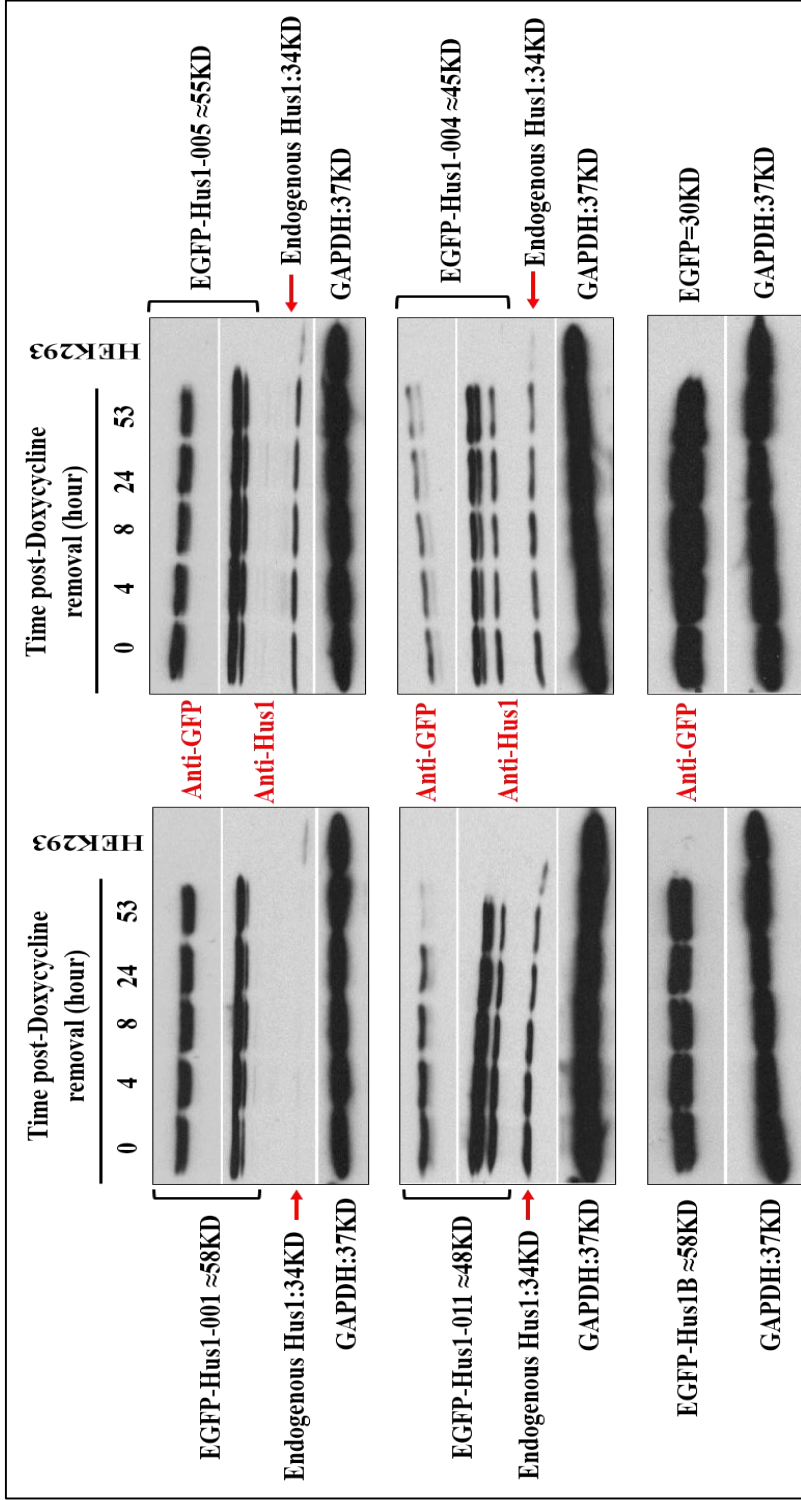 Time post-Doxycycline
removal (hour)
0 4 8 24 53 HEK293
EGFP-Hus1-001 ≈58KD
Endogenous Hus1:34KD
GAPDH:37KD
Anti-GFP
Anti-Hus1
Time post-Doxycycline
removal (hour)
0 4 8 24 53 HEK293
EGFP-Hus1-005 ≈55KD
Endogenous Hus1:34KD
GAPDH:37KD
EGFP-Hus1-011 ≈48KD
Endogenous Hus1:34KD
GAPDH:37KD
Anti-GFP
Anti-Hus1
EGFP-Hus1-004 ≈45KD
Endogenous Hus1:34KD
GAPDH:37KD
EGFP-Hus1B ≈58KD
GAPDH:37KD
Anti-GFP
EGFP=30KD
GAPDH:37KD